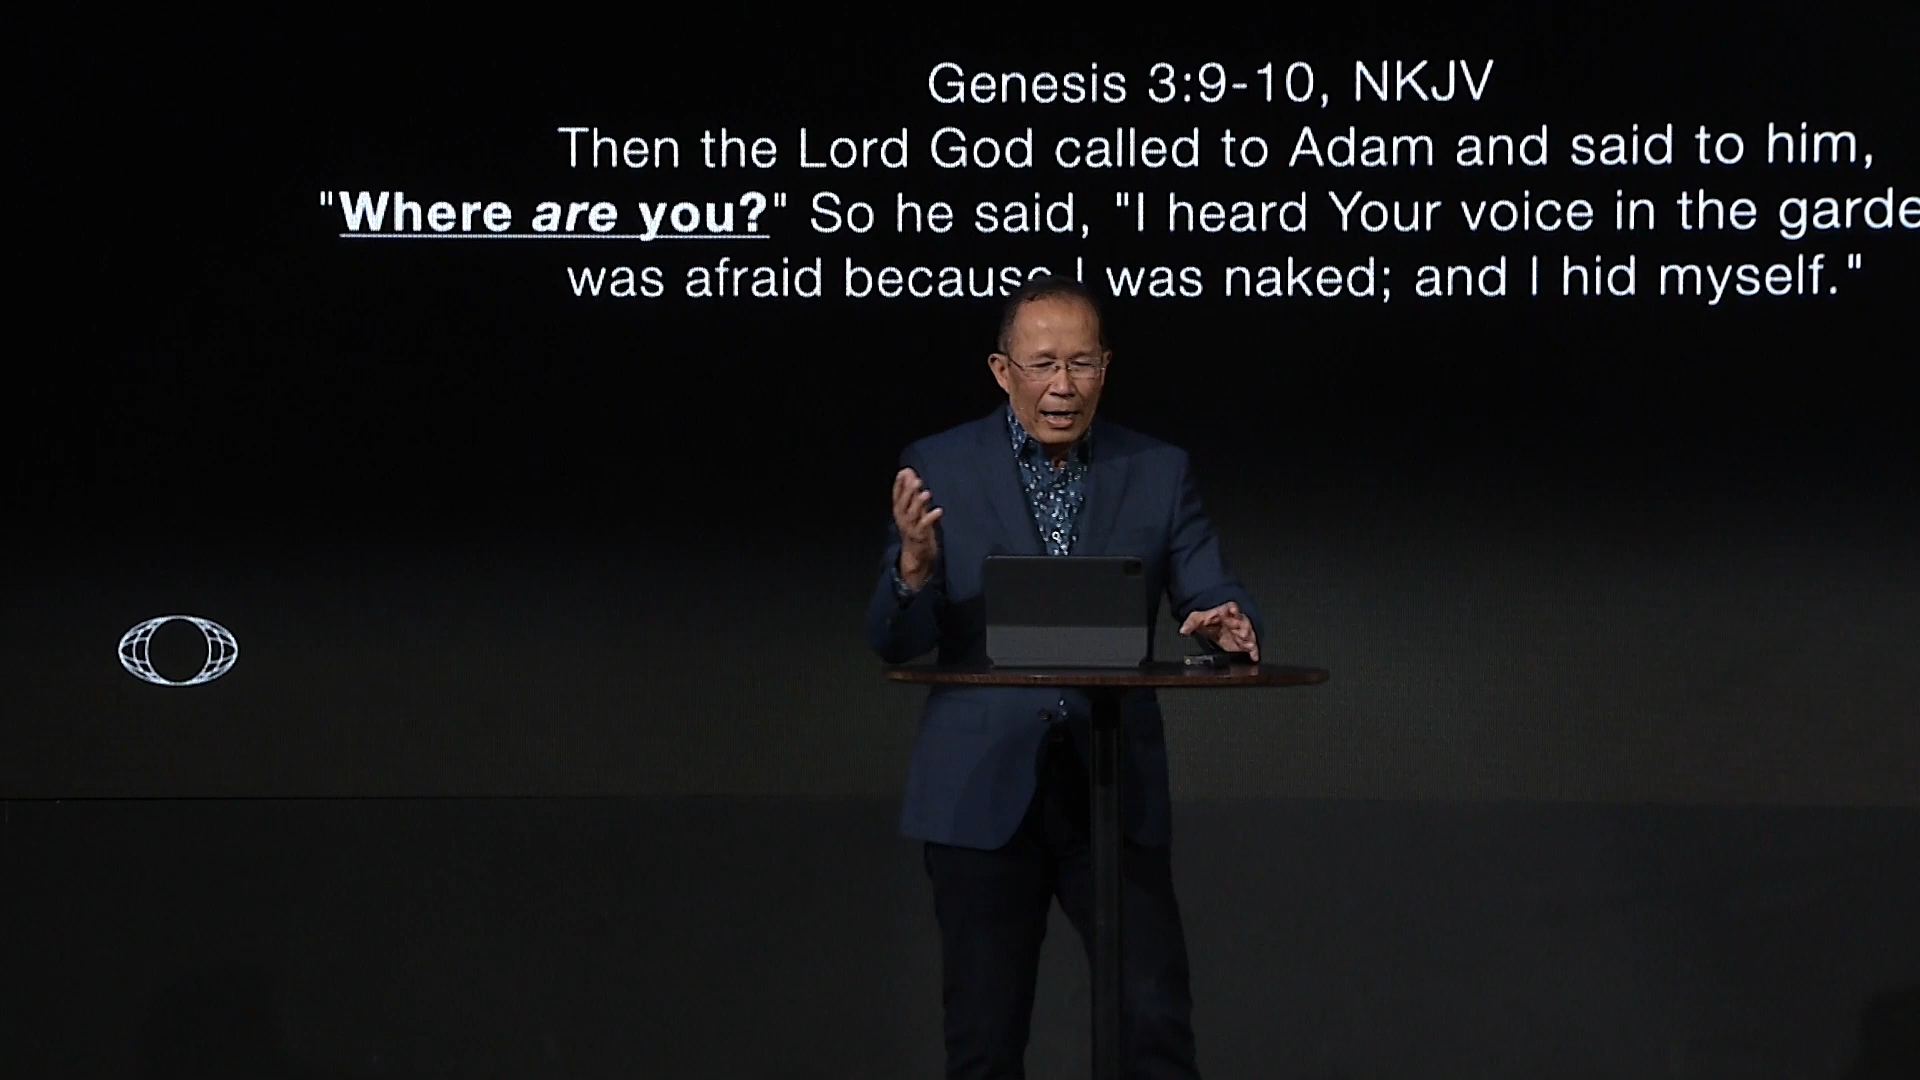 Genesis 3:9-10, NKJV
Then the Lord God called to Adam and said to him,
"Where are you?" So he said, "I heard Your voice in the garde
was afraid because I was naked; and I hid myself."